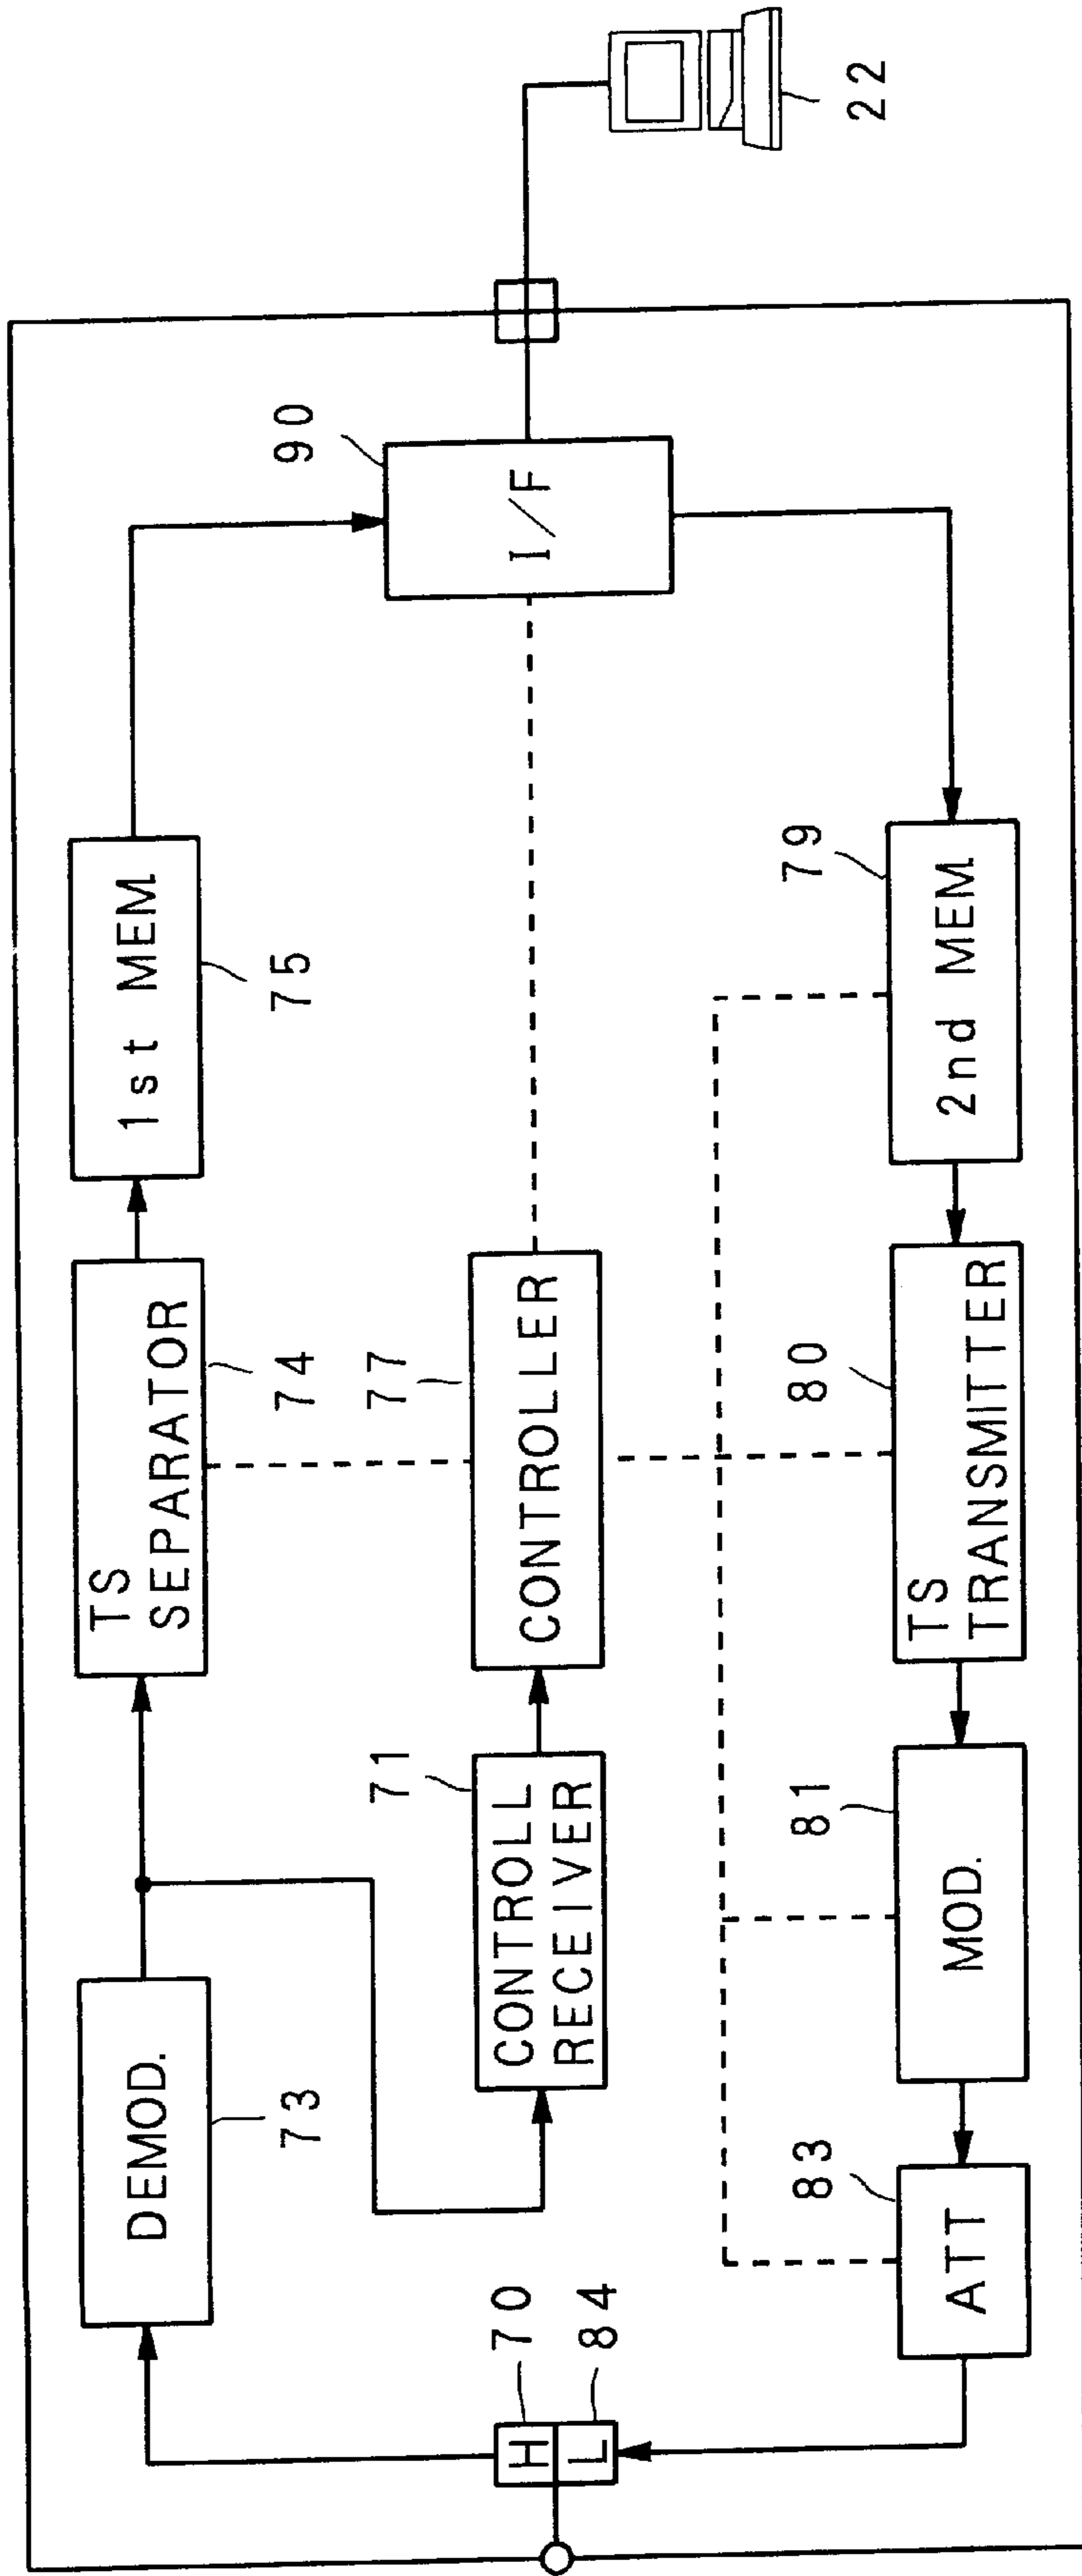 DEMOD.
73
TS
SEPARATOR
74
1st MEM
75
90
I/F
22
H
70
L
84
CONTROLL
RECEIVER
71
CONTROLLER
77
ATT
83
MOD.
81
TS
TRANSMITTER
80
2nd MEM
79